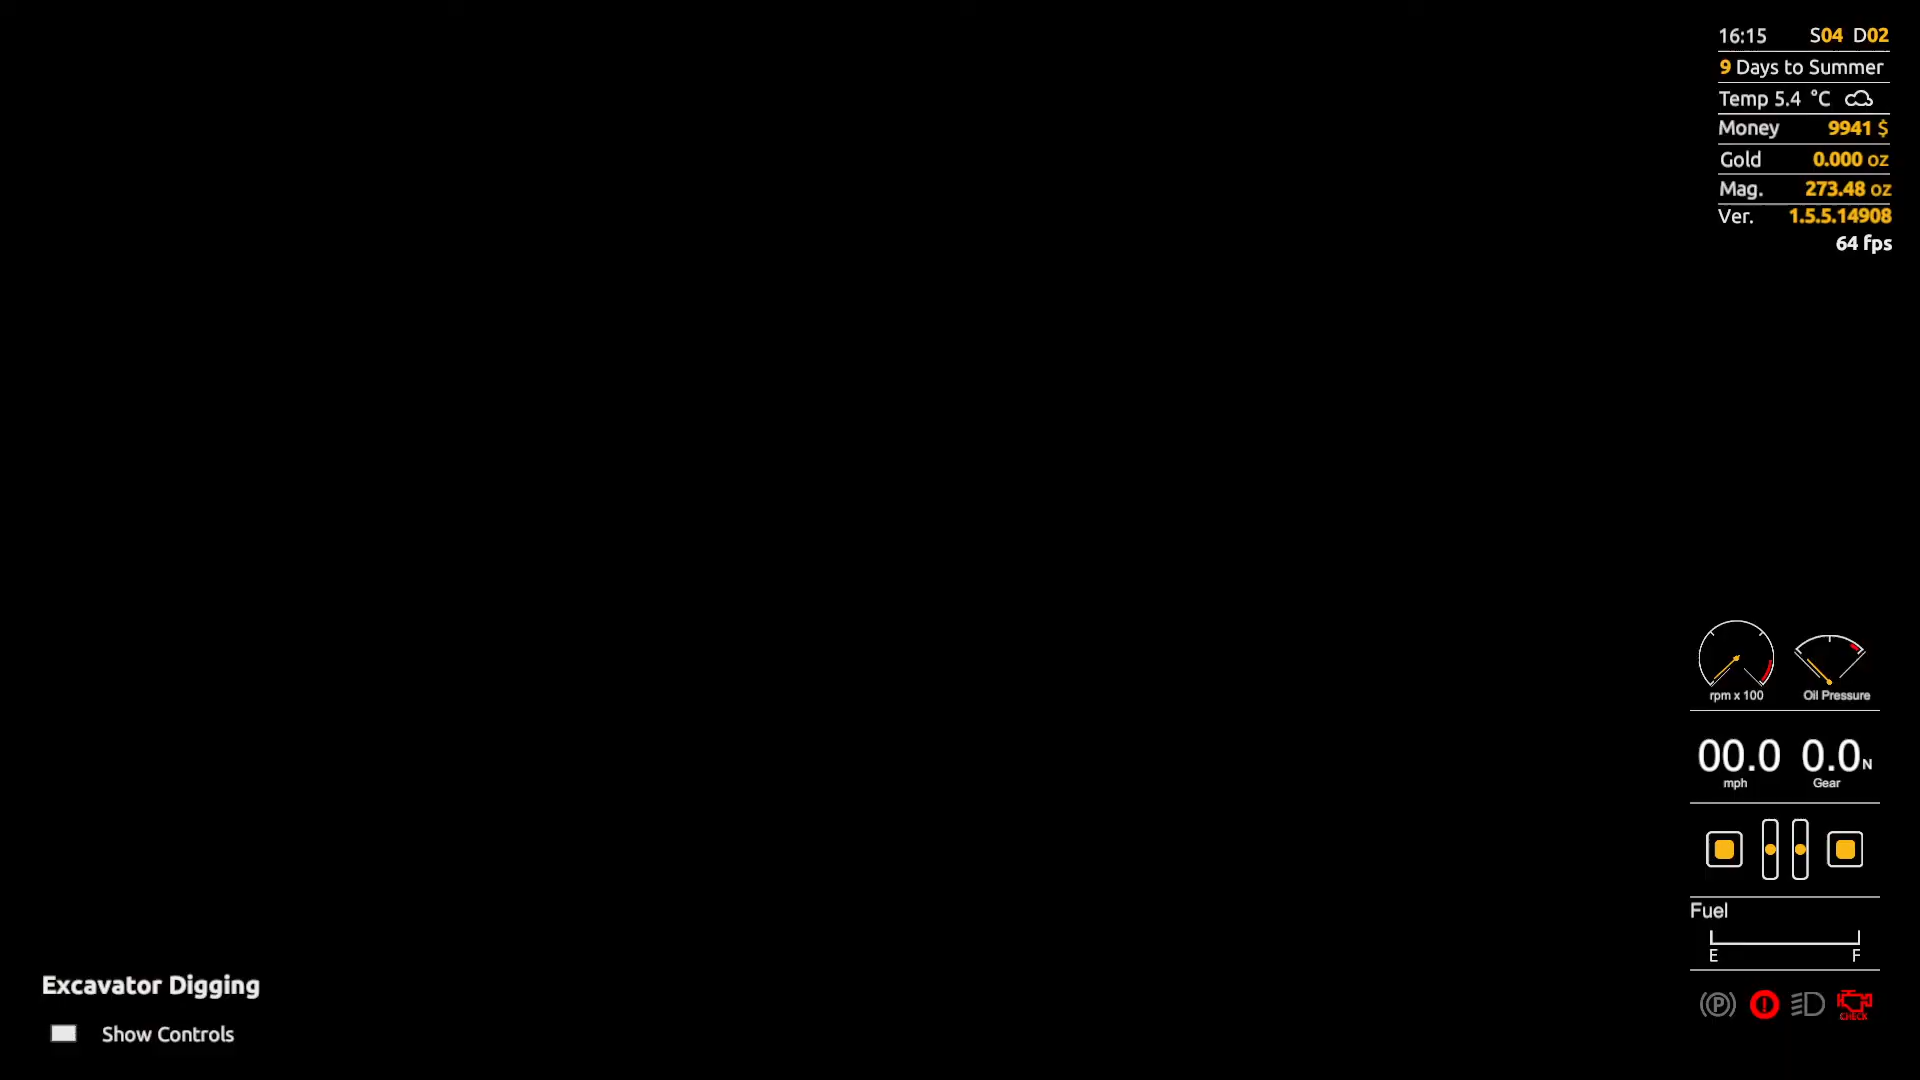 16:15 S04 D02
9 Days to Summer
Temp 5.4 °C
Money 9941 $
Gold 0.000 oz
Mag. 273.48 oz
Ver. 1.5.5.14908
64 fps
rpm x 100 Oil Pressure
00.0 0.0N
mph Gear
Fuel
E F
Excavator Digging
P ! CHECK
Show Controls